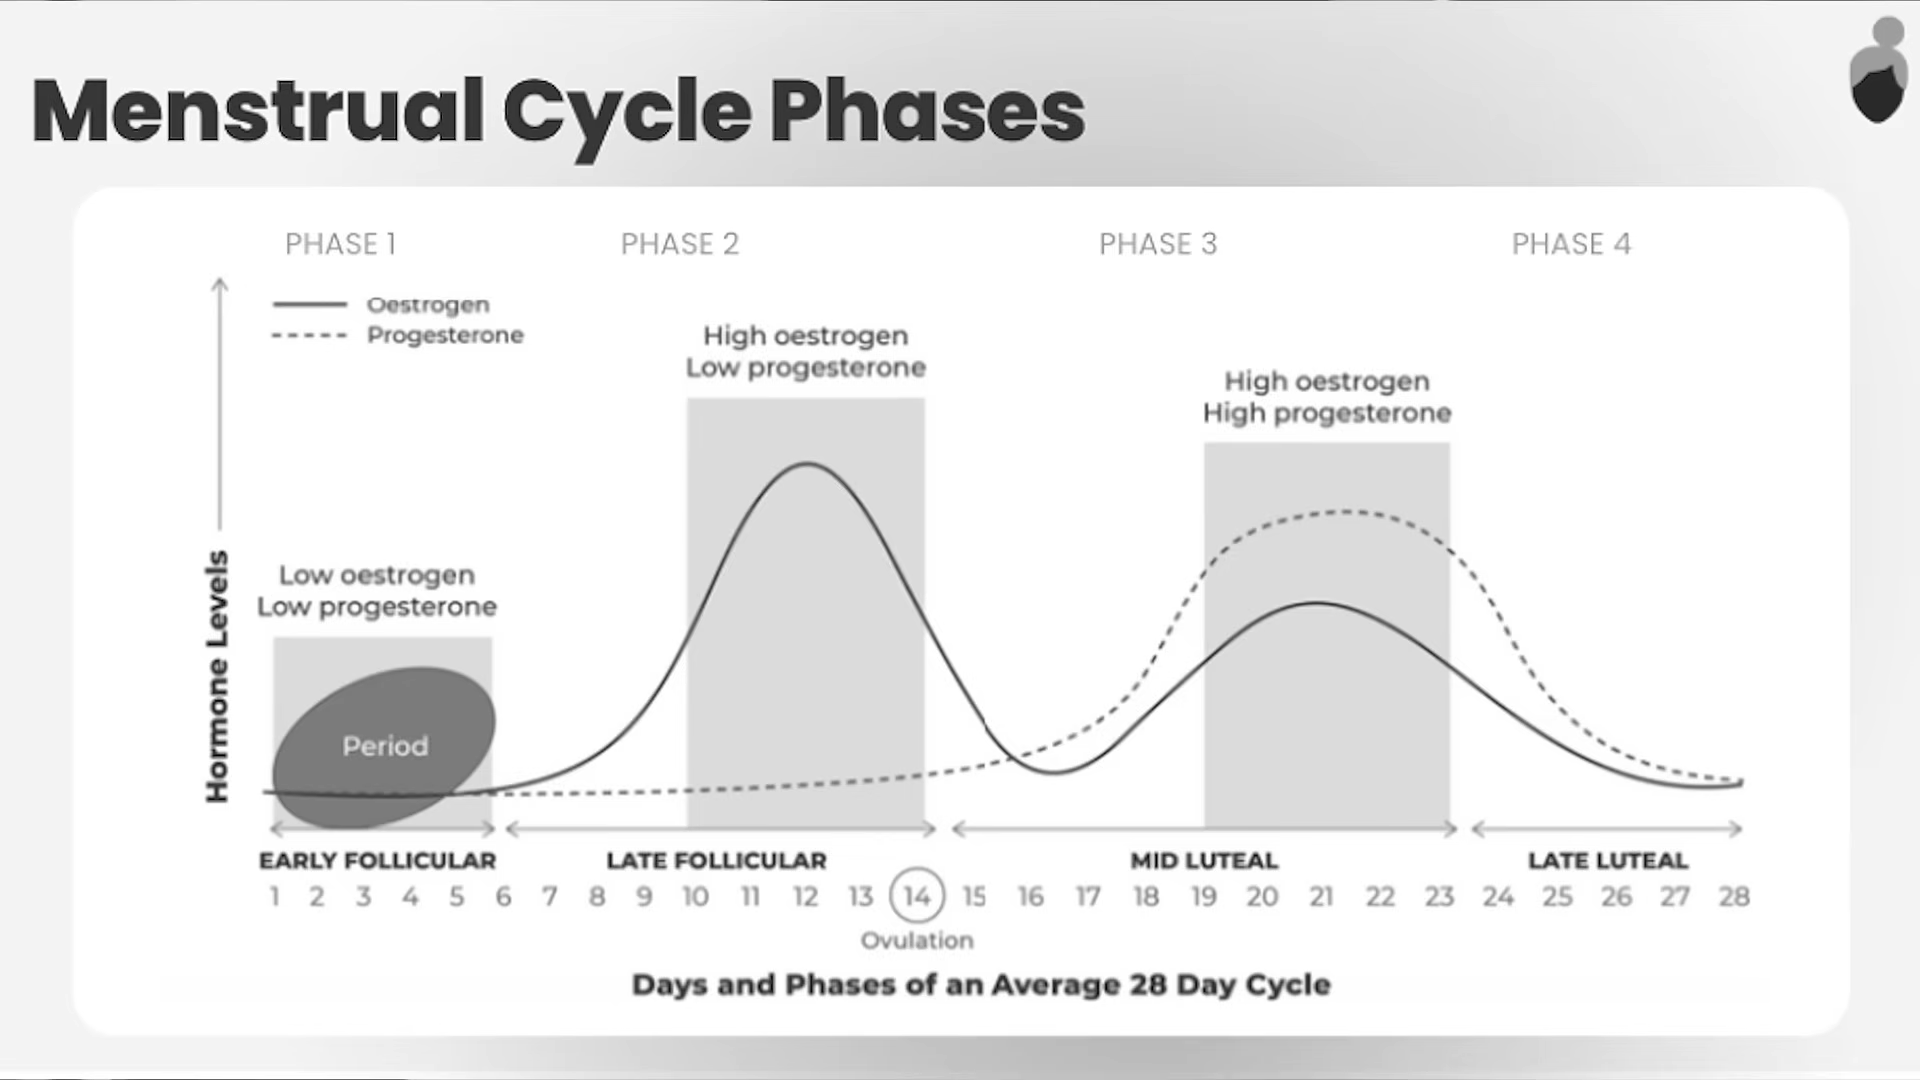 Menstrual Cycle Phases
PHASE 1
PHASE 2
PHASE 3
PHASE 4
Oestrogen
Progesterone
High oestrogen
Low progesterone
High oestrogen
High progesterone
Low oestrogen
Low progesterone
Hormone Levels
Period
EARLY FOLLICULAR
LATE FOLLICULAR
MID LUTEAL
LATE LUTEAL
1 2 3 4 5 6 7 8 9 10 11 12 13 14 15 16 17 18 19 20 21 22 23 24 25 26 27 28
Ovulation
Days and Phases of an Average 28 Day Cycle